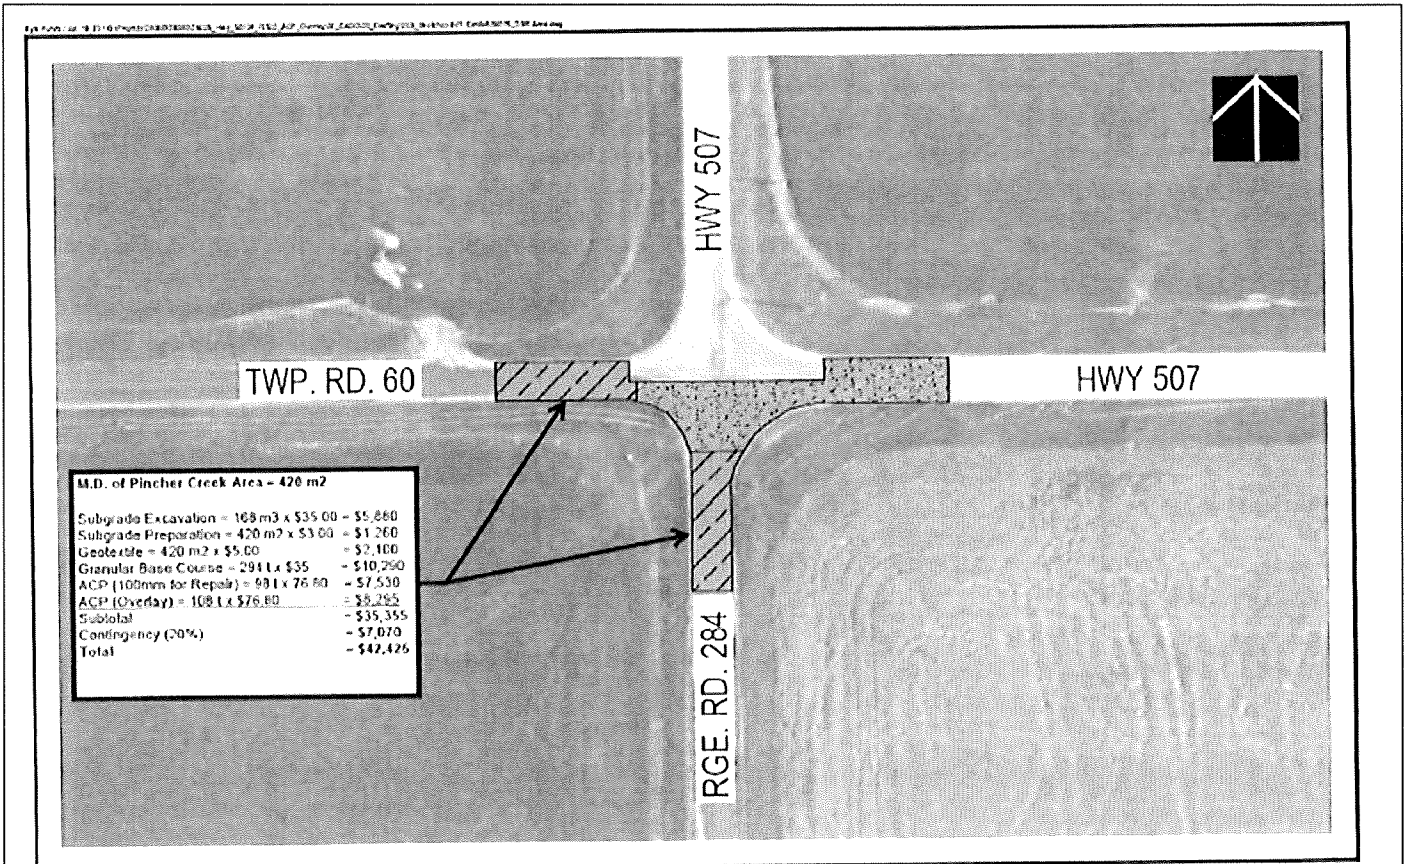 HWY 507
TWP. RD. 60
HWY 507
M.D. of Pincher Creek Area = 420 m2
Subgrade Excavation = 168 m3 x $35.00 = $5,880
Subgrade Preparation = 420 m2 x $3.00 = $1,260
Geotextile = 420 m2 x $5.00 = $2,100
Granular Base Course = 294 t x $35 = $10,290
ACP (100mm for Repair) = 98 t x 76.80 = $7,530
ACP (Overlay) = 108 t x $76.80 = $8,295
Subtotal = $35,355
Contingency (20%) = $7,070
Total = $42,425
RGE. RD. 284